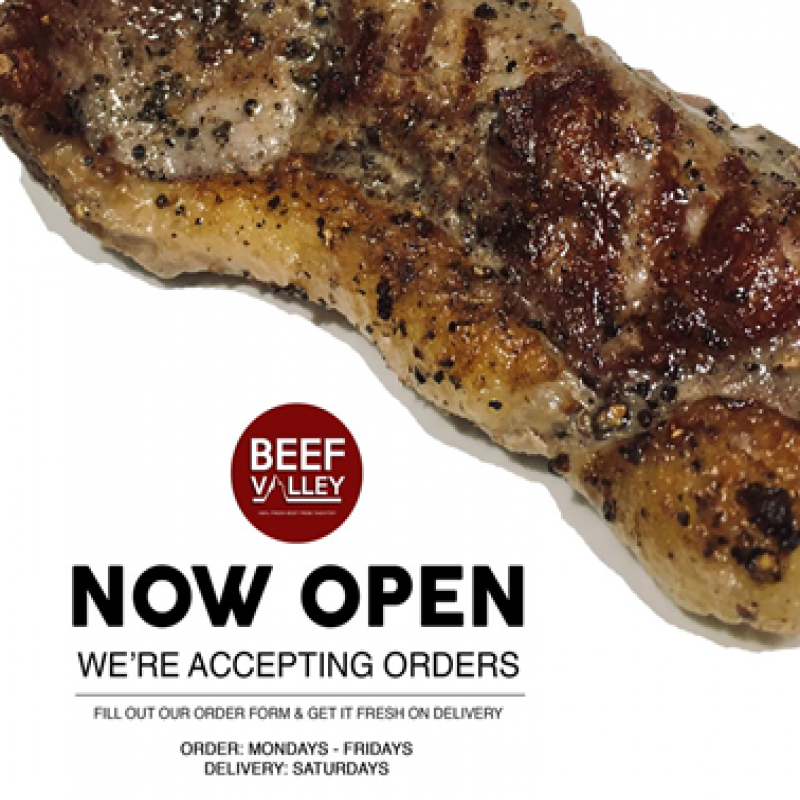 BEEF
VALLEY
NOW OPEN
WE'RE ACCEPTING ORDERS
FILL OUT OUR ORDER FORM & GET IT FRESH ON DELIVERY
ORDER: MONDAYS - FRIDAYS
DELIVERY: SATURDAYS